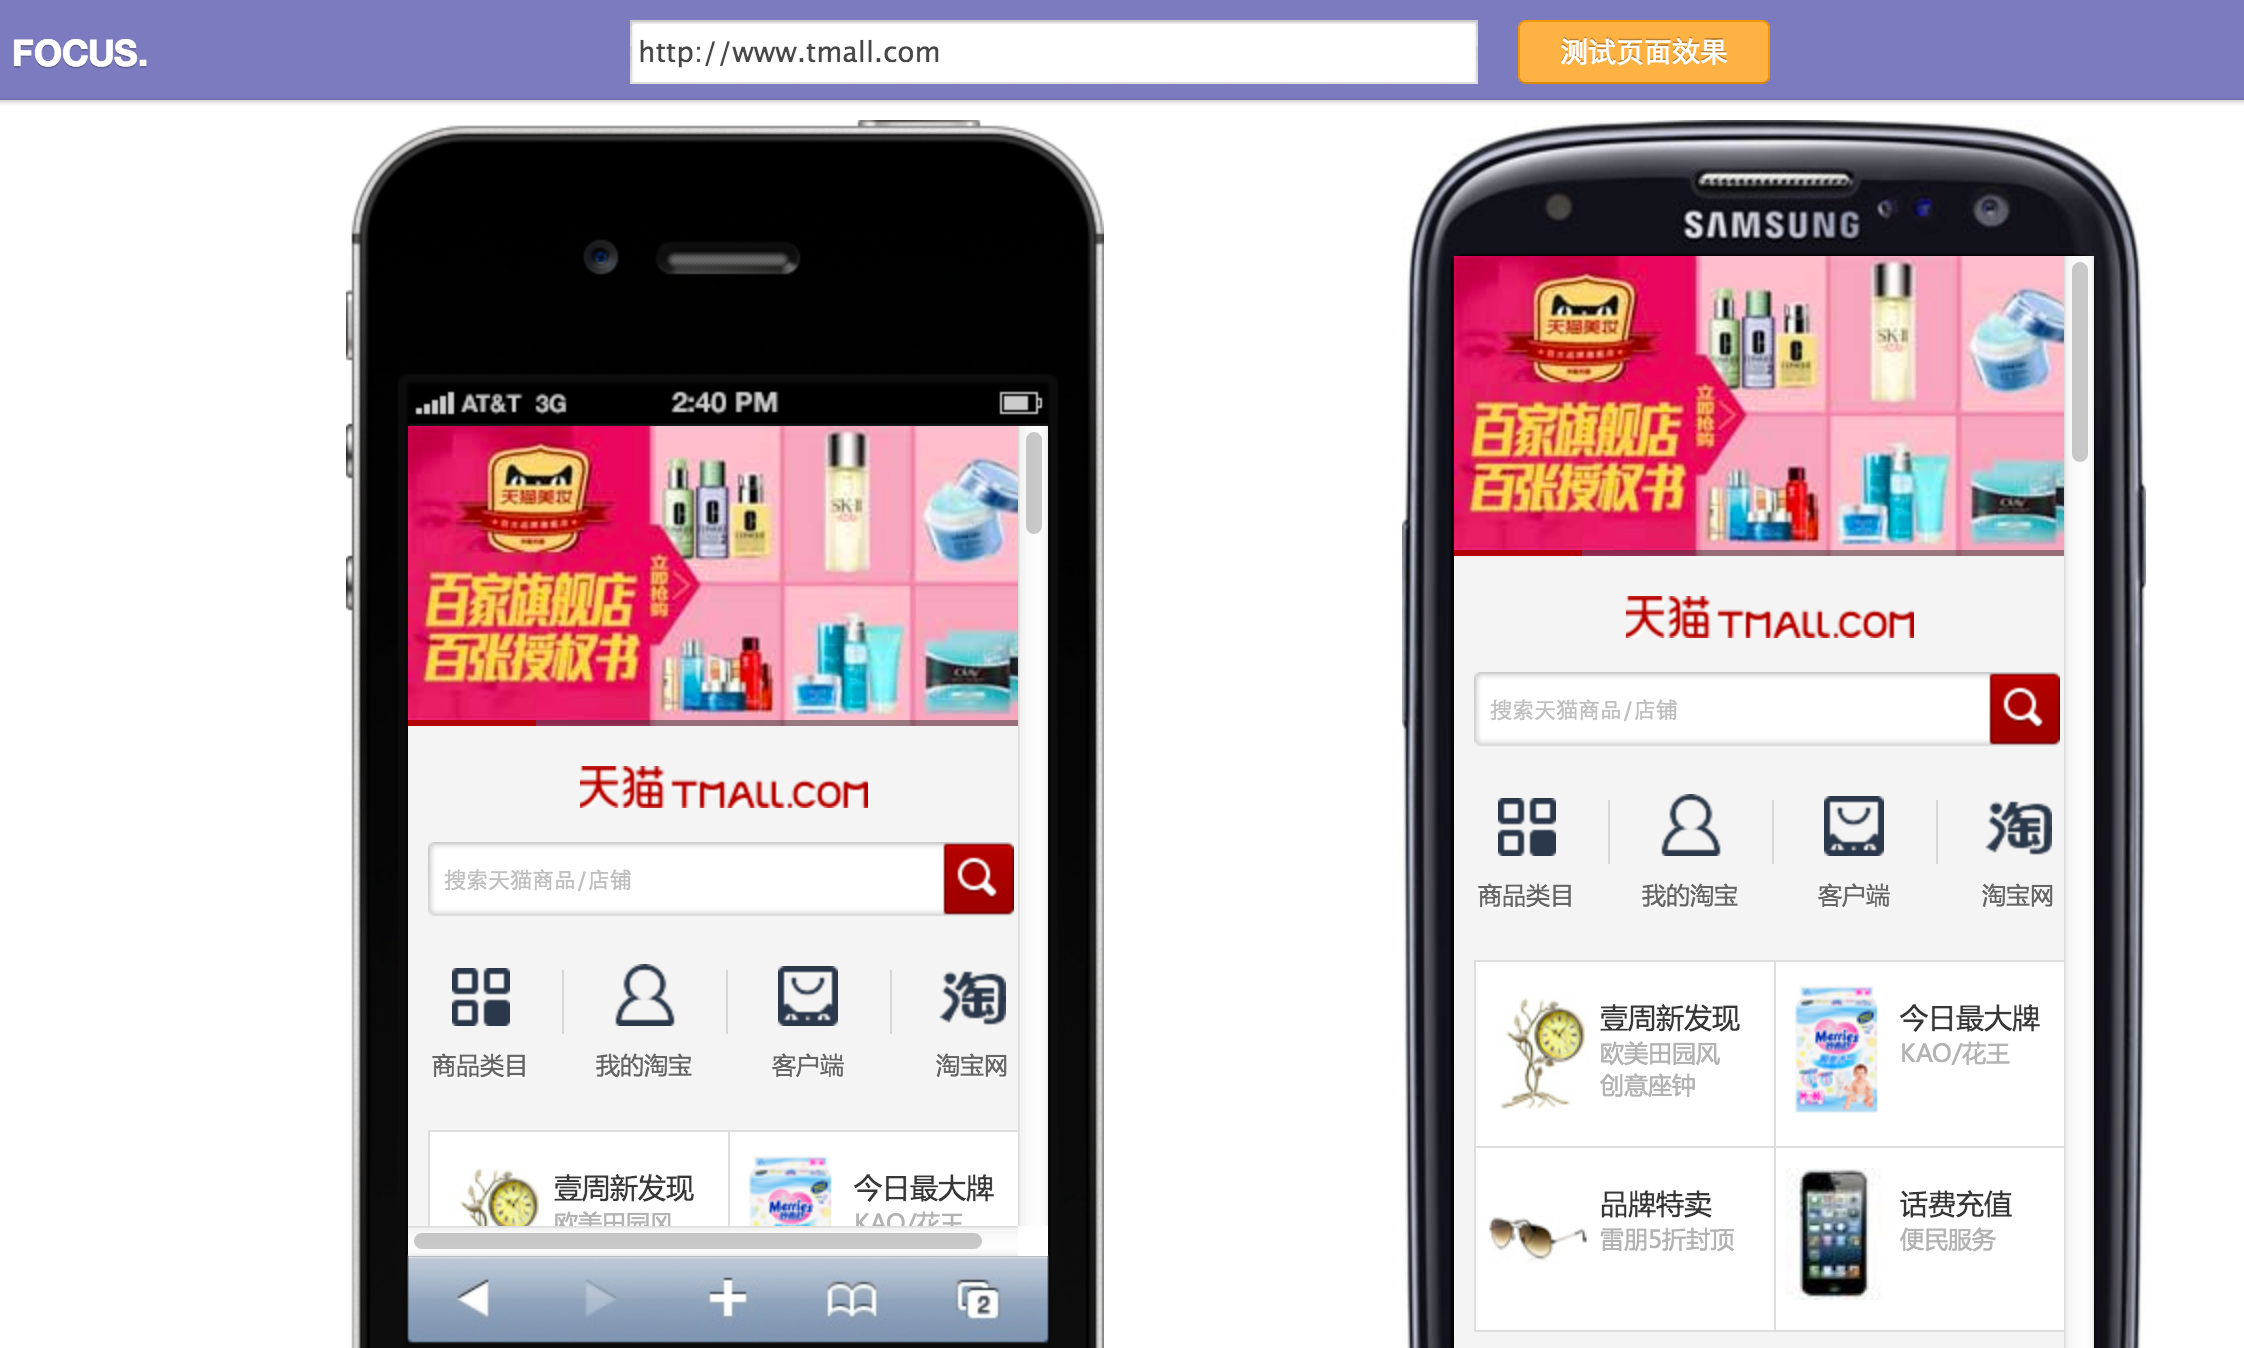 FOCUS.
http://www.tmall.com
测试页面效果
AT&T 3G
2:40 PM
天猫美妆
百家旗舰店
百张授权书
立即抢购
SK-II
天猫 TMALL.COM
搜索天猫商品/店铺
商品类目
我的淘宝
客户端
淘宝网
壹周新发现
欧美田园风
Merries
今日最大牌
KAO/花王
2
SAMSUNG
天猫美妆
百家旗舰店
百张授权书
立即抢购
SK-II
OLAY
天猫 TMALL.COM
搜索天猫商品/店铺
商品类目
我的淘宝
客户端
淘宝网
壹周新发现
欧美田园风
创意座钟
Merries
今日最大牌
KAO/花王
品牌特卖
雷朋5折封顶
话费充值
便民服务